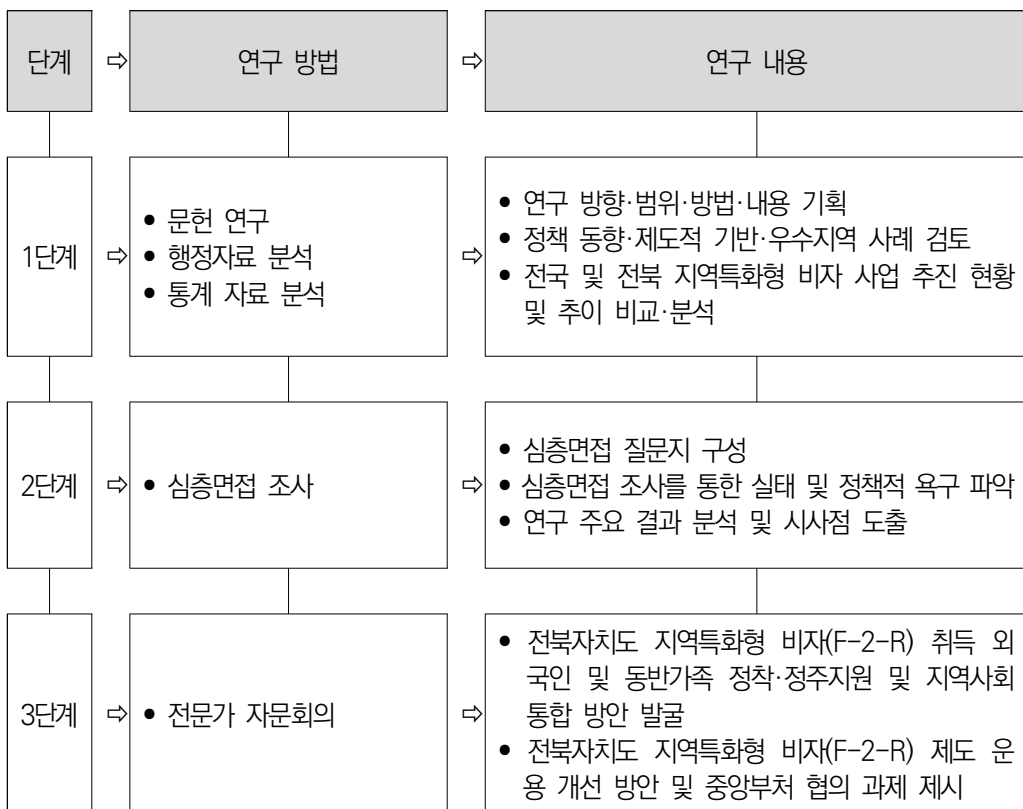 단계 ⇨ 연구 방법 ⇨ 연구 내용
1단계 ⇨
• 문헌 연구
• 행정자료 분석
• 통계 자료 분석
⇨
• 연구 방향·범위·방법·내용 기획
• 정책 동향·제도적 기반·우수지역 사례 검토
• 전국 및 전북 지역특화형 비자 사업 추진 현황
및 추이 비교·분석
2단계 ⇨
• 심층면접 조사
⇨
• 심층면접 질문지 구성
• 심층면접 조사를 통한 실태 및 정책적 욕구 파악
• 연구 주요 결과 분석 및 시사점 도출
3단계 ⇨
• 전문가 자문회의
⇨
• 전북자치도 지역특화형 비자(F-2-R) 취득 외
국인 및 동반가족 정착·정주지원 및 지역사회
통합 방안 발굴
• 전북자치도 지역특화형 비자(F-2-R) 제도 운
용 개선 방안 및 중앙부처 협의 과제 제시